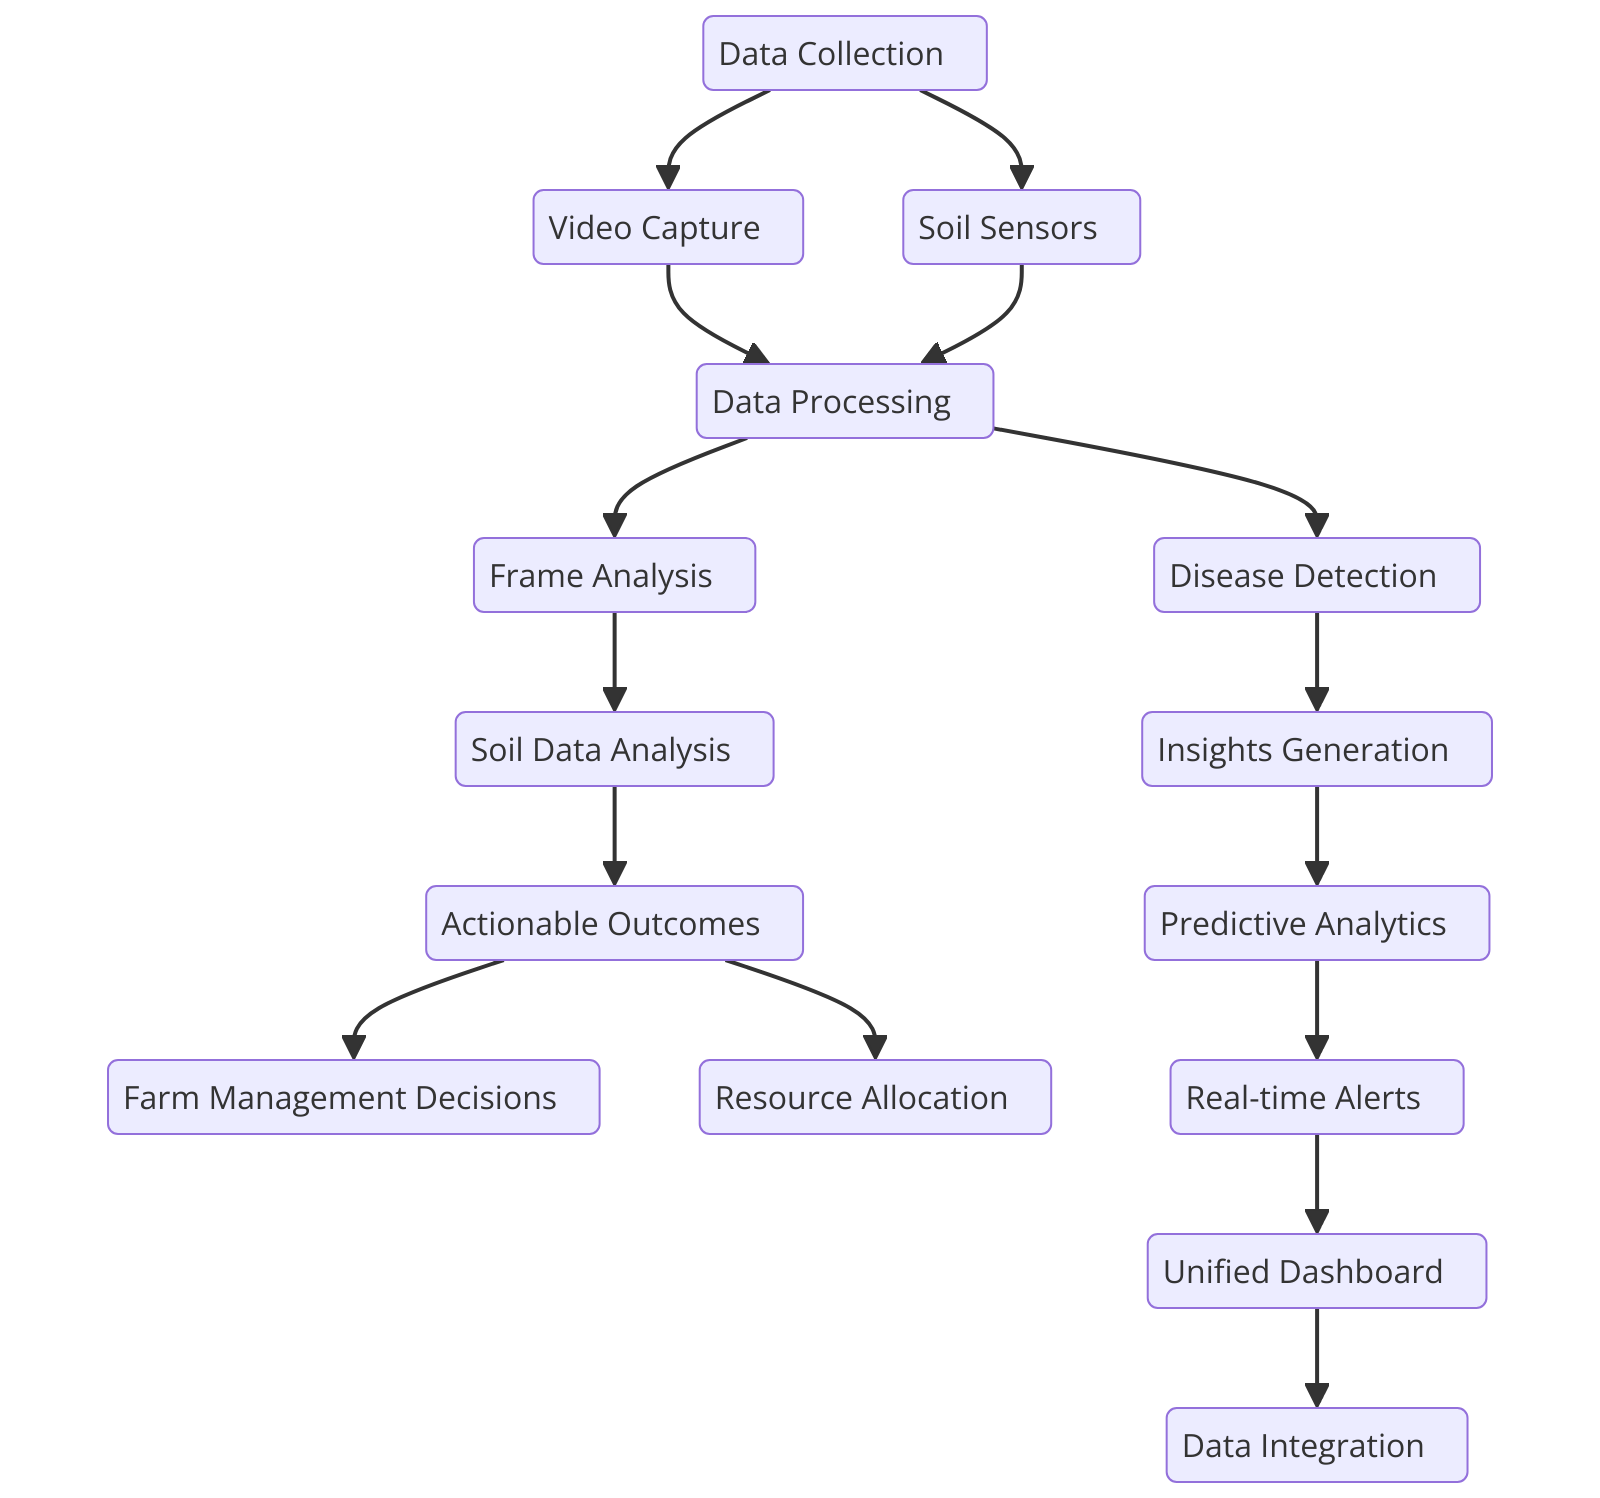 Data Collection
Video Capture
Soil Sensors
Data Processing
Frame Analysis
Disease Detection
Soil Data Analysis
Insights Generation
Actionable Outcomes
Predictive Analytics
Farm Management Decisions
Resource Allocation
Real-time Alerts
Unified Dashboard
Data Integration